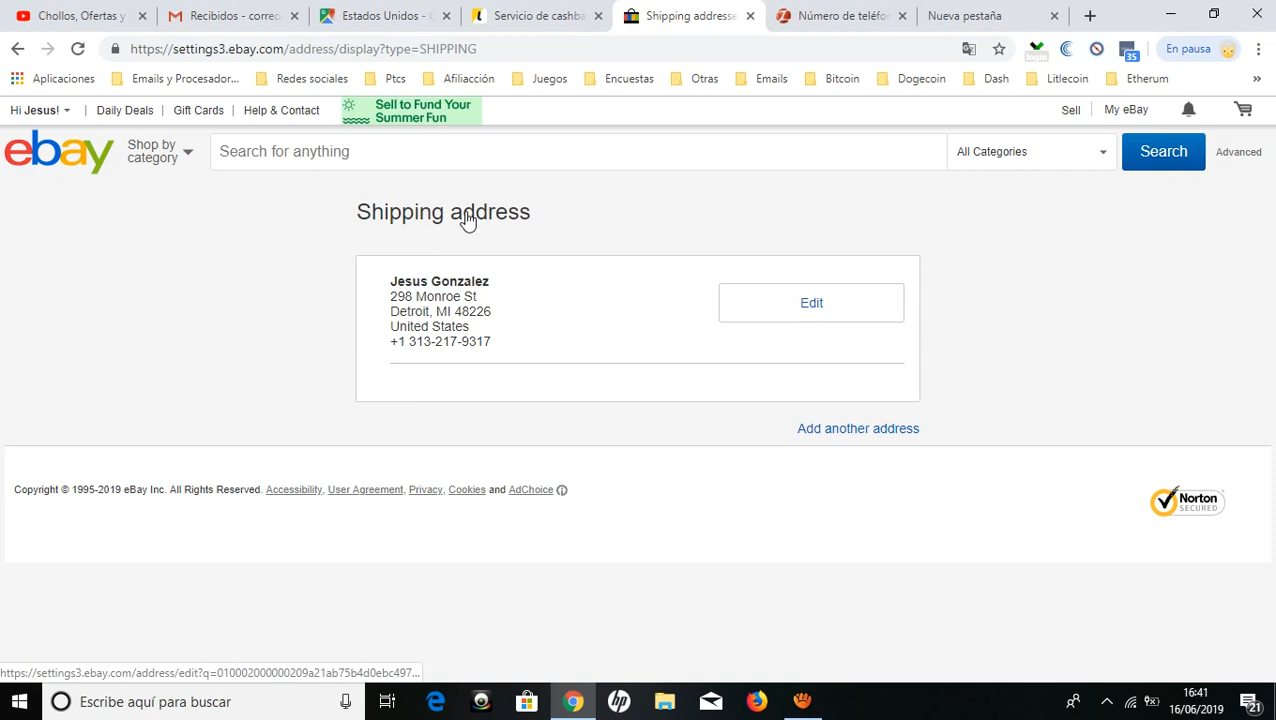 Chollos, Ofertas y
Recibidos - correo
Estados Unidos - G
Servicio de cashba
Shipping addresse
Número de teléfo
Nueva pestaña
https://settings3.ebay.com/address/display?type=SHIPPING
35
En pausa
Aplicaciones
Emails y Procesador...
Redes sociales
Ptcs
Afiliacción
Juegos
Encuestas
Otras
Emails
Bitcoin
Dogecoin
Dash
Litlecoin
Etherum
»
Hi Jesus!
Daily Deals
Gift Cards
Help & Contact
Sell to Fund Your
Summer Fun
Sell
My eBay
ebay
Shop by
category
Search for anything
All Categories
Search
Advanced
Shipping address
Jesus Gonzalez
298 Monroe St
Detroit, MI 48226
United States
+1 313-217-9317
Edit
Add another address
Copyright © 1995-2019 eBay Inc. All Rights Reserved. Accessibility, User Agreement, Privacy, Cookies and AdChoice
Norton
SECURED
https://settings3.ebay.com/address/edit?q=010002000000209a21ab75b4d0ebc497...
Escribe aquí para buscar
hp
16:41
16/06/2019
21